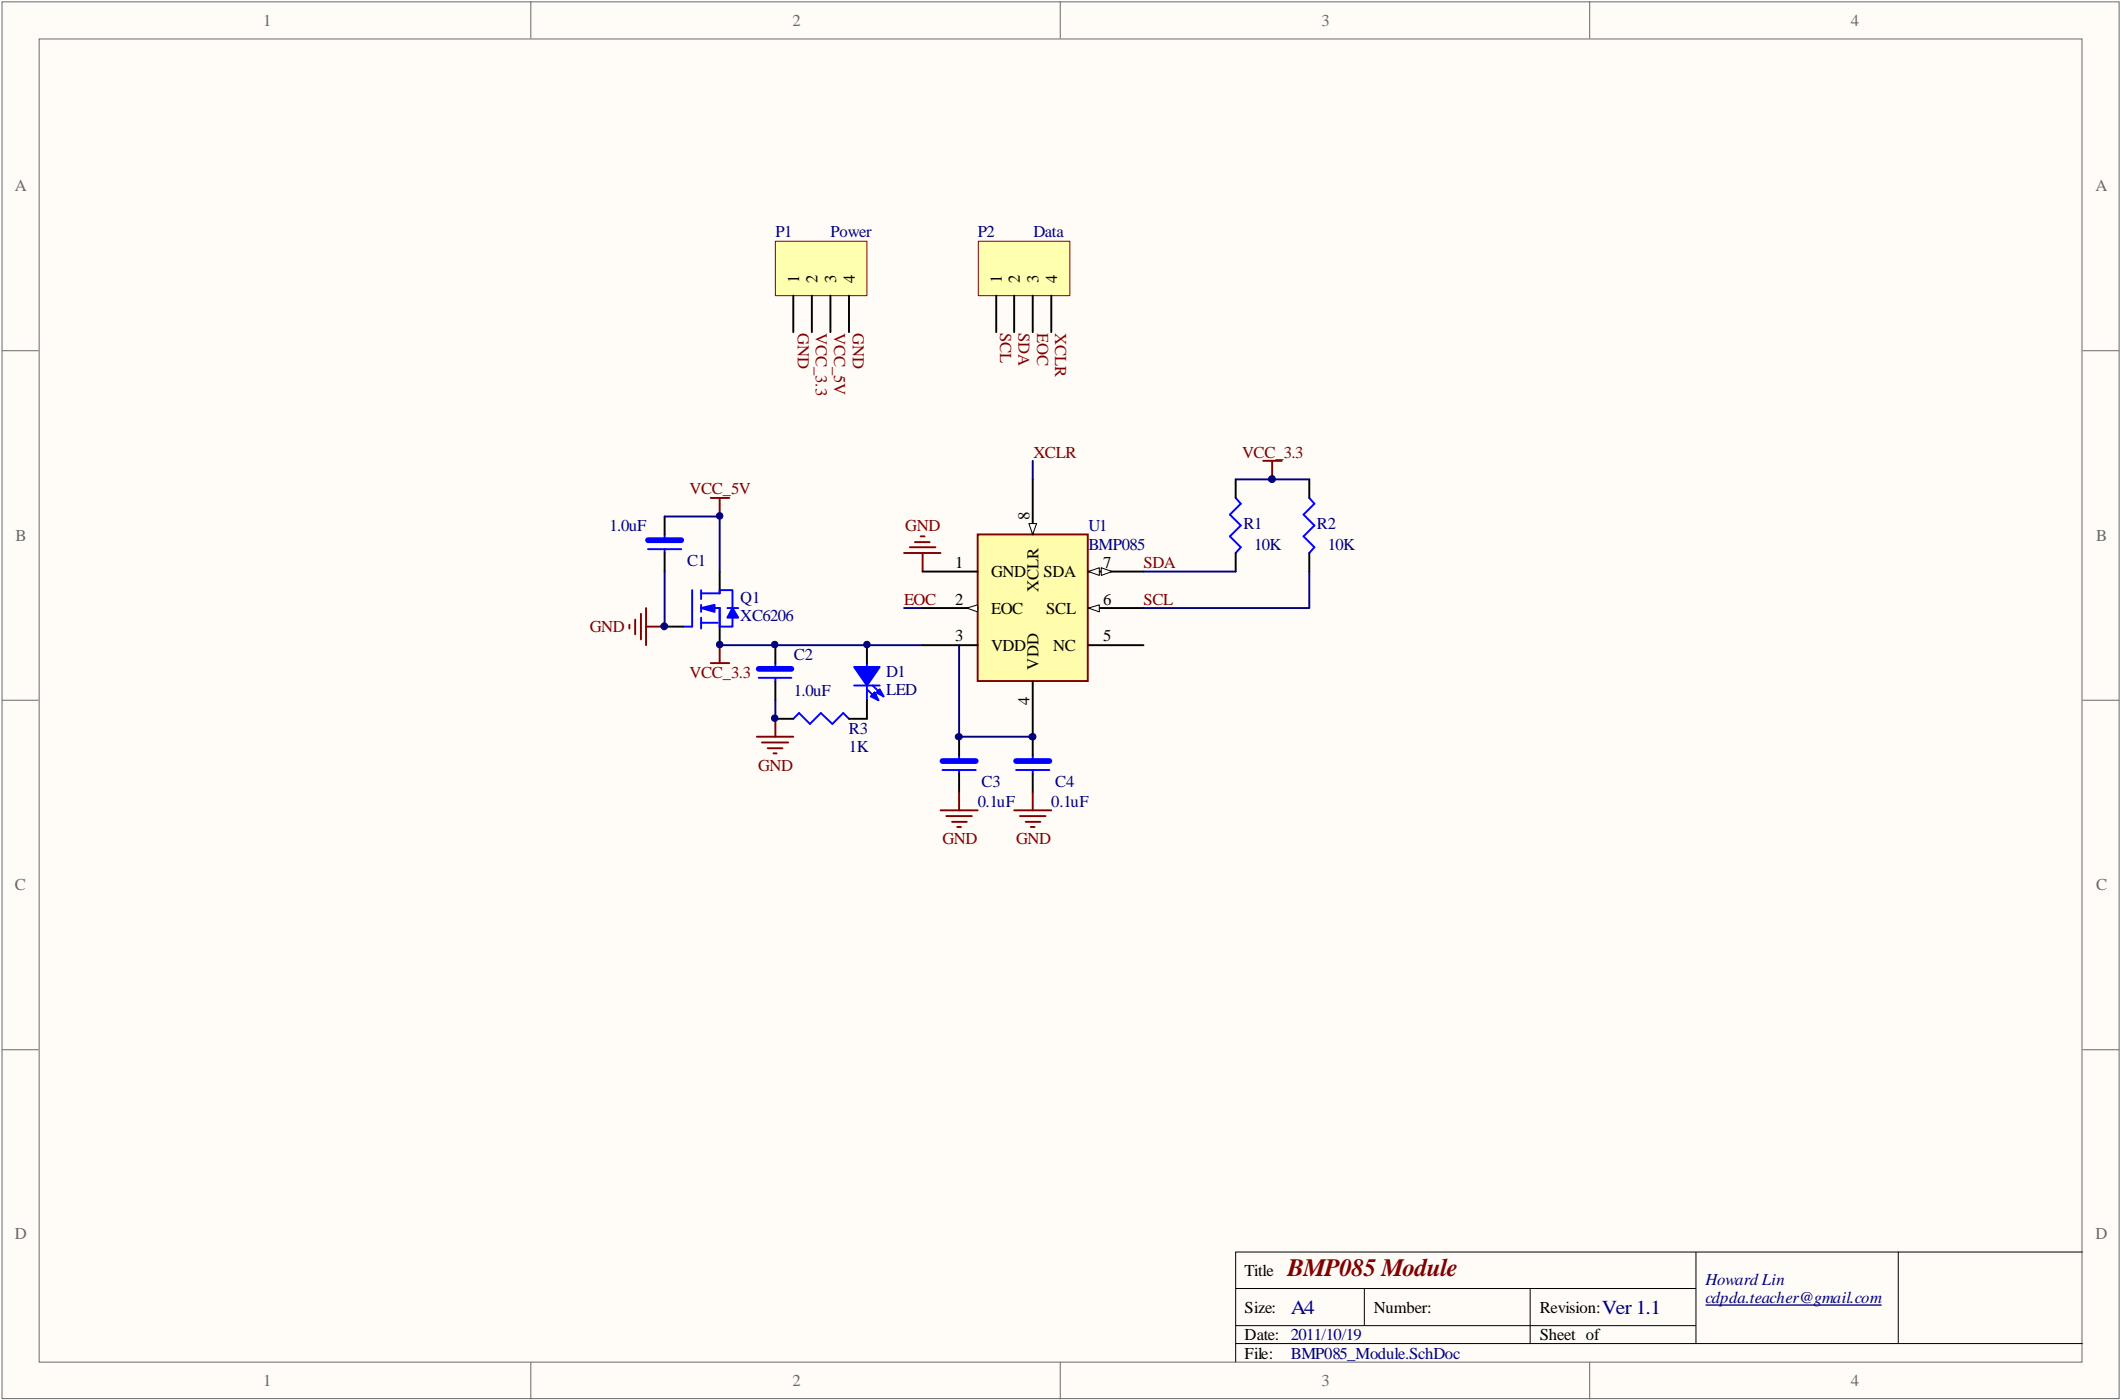 1 2 3 4
A A
P1 Power P2 Data
1 2 3 4 1 2 3 4
GND VCC_3.3 VCC_5V GND SCL SDA EOC XCLR
XCLR VCC_3.3
VCC_5V
1.0uF GND 8 U1 R1 R2
B B
BMP085 10K 10K
C1 1 GND XCLR SDA 7 SDA
Q1 EOC 2 EOC SCL 6 SCL
XC6206
GND
3 VDD VDD NC 5
C2
VCC_3.3 D1
1.0uF LED 4
R3
1K
GND
C3 C4
0.1uF 0.1uF
GND GND
C C
D D
Title BMP085 Module
Howard Lin
cdpda.teacher@gmail.com
Size: A4 Number: Revision: Ver 1.1
Date: 2011/10/19 Sheet of
File: BMP085_Module.SchDoc
1 2 3 4